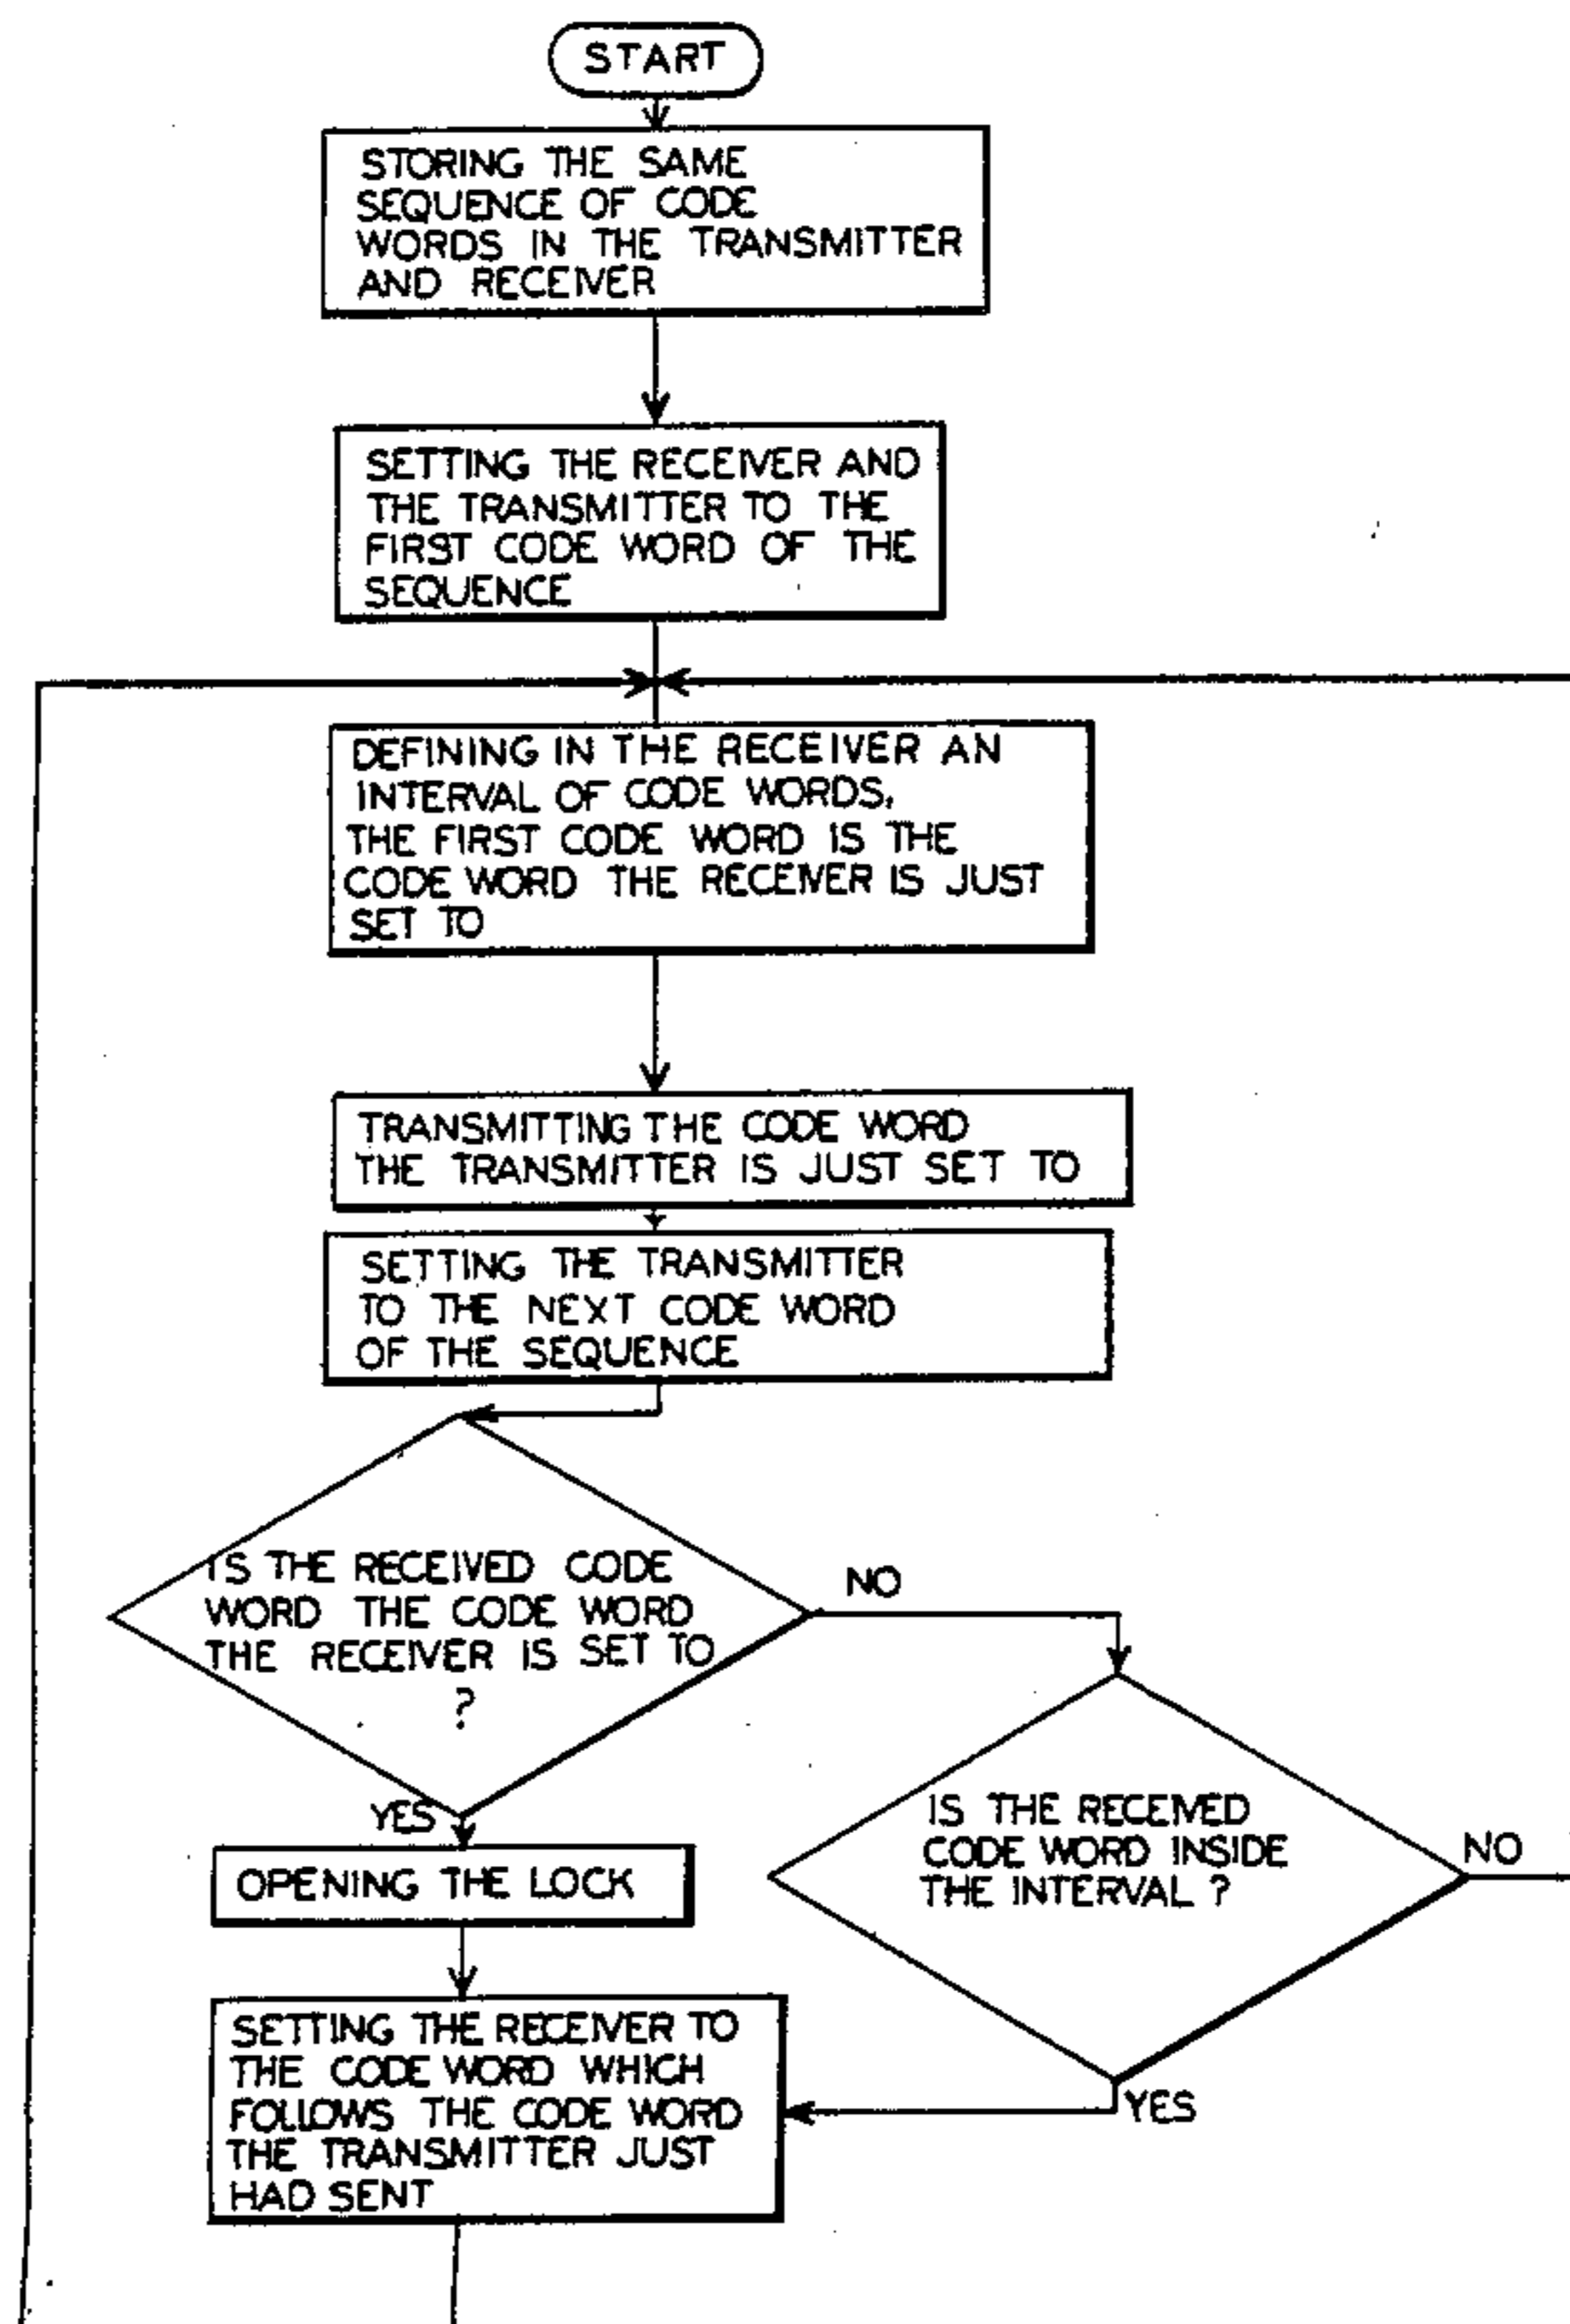 START
STORING THE SAME
SEQUENCE OF CODE
WORDS IN THE TRANSMITTER
AND RECEIVER
SETTING THE RECEIVER AND
THE TRANSMITTER TO THE
FIRST CODE WORD OF THE
SEQUENCE
DEFINING IN THE RECEIVER AN
INTERVAL OF CODE WORDS,
THE FIRST CODE WORD IS THE
CODE WORD THE RECEIVER IS JUST
SET TO
TRANSMITTING THE CODE WORD
THE TRANSMITTER IS JUST SET TO
SETTING THE TRANSMITTER
TO THE NEXT CODE WORD
OF THE SEQUENCE
IS THE RECEIVED CODE
WORD THE CODE WORD
THE RECEIVER IS SET TO
?
NO
YES
IS THE RECEIVED
CODE WORD INSIDE
THE INTERVAL ?
NO
YES
OPENING THE LOCK
SETTING THE RECEIVER TO
THE CODE WORD WHICH
FOLLOWS THE CODE WORD
THE TRANSMITTER JUST
HAD SENT